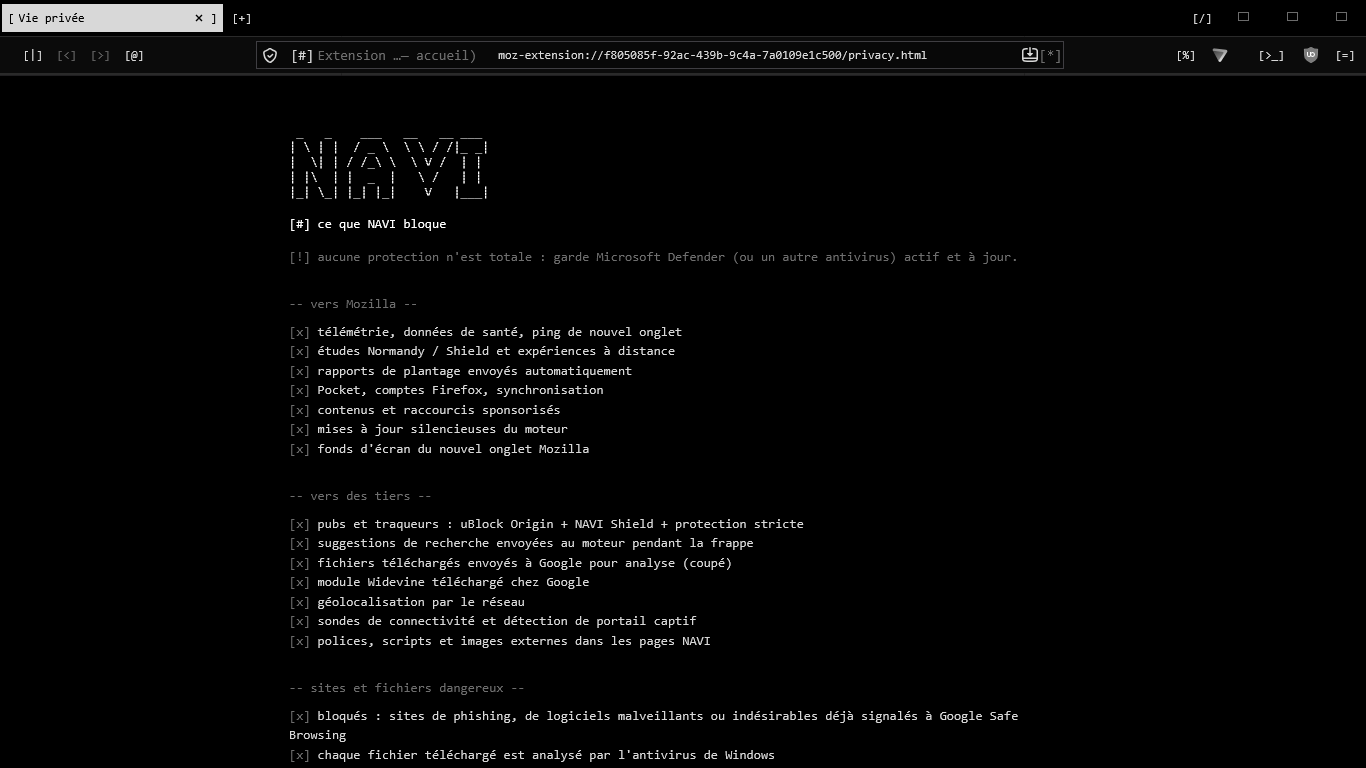 [ Vie privée × ] [+] [/]
[|] [<] [>] [@] [#] Extension …— accueil) moz-extension://f805085f-92ac-439b-9c4a-7a0109e1c500/privacy.html [*] [%] [>_] [=]
NAVI
[#] ce que NAVI bloque
[!] aucune protection n'est totale : garde Microsoft Defender (ou un autre antivirus) actif et à jour.
-- vers Mozilla --
[x] télémétrie, données de santé, ping de nouvel onglet
[x] études Normandy / Shield et expériences à distance
[x] rapports de plantage envoyés automatiquement
[x] Pocket, comptes Firefox, synchronisation
[x] contenus et raccourcis sponsorisés
[x] mises à jour silencieuses du moteur
[x] fonds d'écran du nouvel onglet Mozilla
-- vers des tiers --
[x] pubs et traqueurs : uBlock Origin + NAVI Shield + protection stricte
[x] suggestions de recherche envoyées au moteur pendant la frappe
[x] fichiers téléchargés envoyés à Google pour analyse (coupé)
[x] module Widevine téléchargé chez Google
[x] géolocalisation par le réseau
[x] sondes de connectivité et détection de portail captif
[x] polices, scripts et images externes dans les pages NAVI
-- sites et fichiers dangereux --
[x] bloqués : sites de phishing, de logiciels malveillants ou indésirables déjà signalés à Google Safe
Browsing
[x] chaque fichier téléchargé est analysé par l'antivirus de Windows